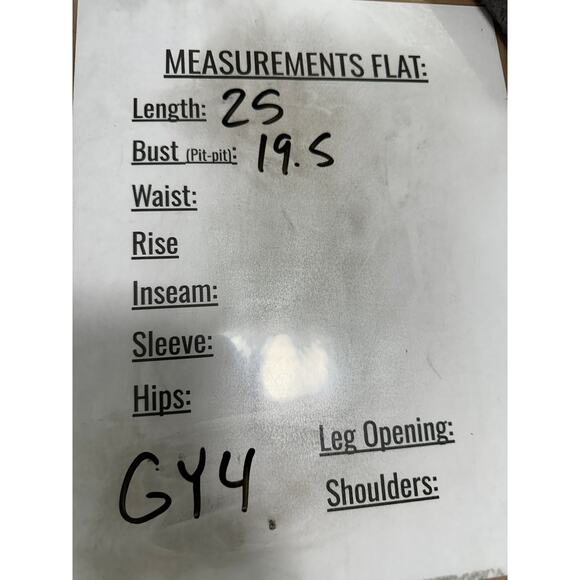 MEASUREMENTS FLAT:
Length: 25
Bust (Pit-pit): 19.5
Waist:
Rise
Inseam:
Sleeve:
Hips:
Leg Opening:
GY4
Shoulders: